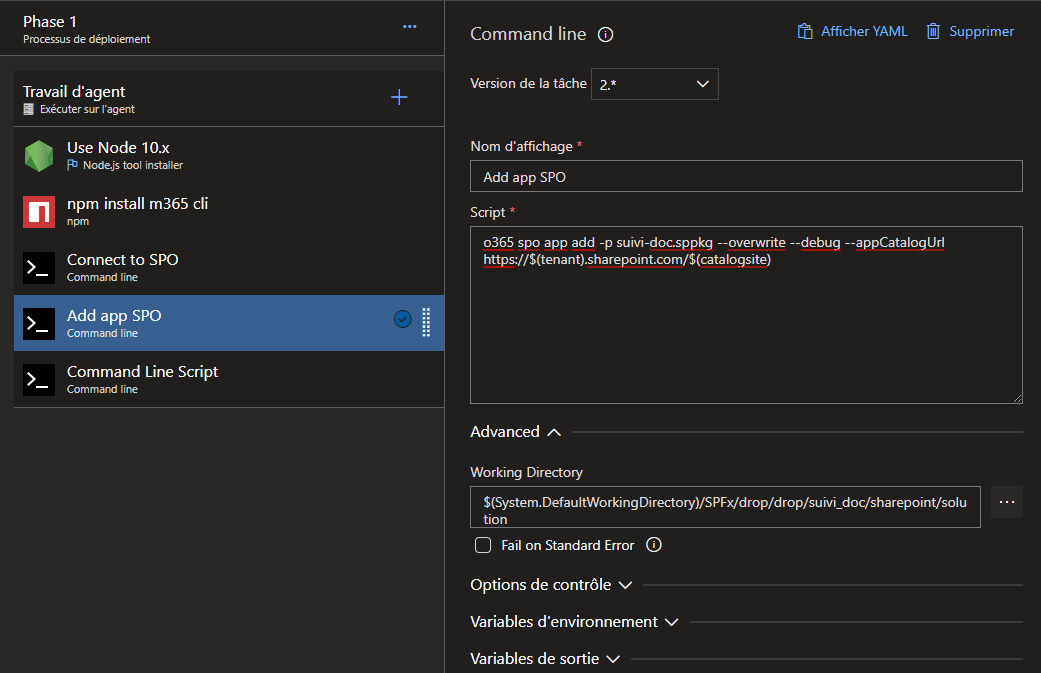 Phase 1
...
Processus de déploiement
Travail d'agent
Exécuter sur l'agent
+
Use Node 10.x
Node.js tool installer
npm install m365 cli
npm
Connect to SPO
Command line
Add app SPO
Command line
Command Line Script
Command line
Command line
Afficher YAML
Supprimer
Version de la tâche
2.*
Nom d'affichage *
Add app SPO
Script *
o365 spo app add -p suivi-doc.sppkg --overwrite --debug --appCatalogUrl
https://$(tenant).sharepoint.com/$(catalogsite)
Advanced
Working Directory
$(System.DefaultWorkingDirectory)/SPFx/drop/drop/suivi_doc/sharepoint/solu
tion
...
Fail on Standard Error
Options de contrôle
Variables d'environnement
Variables de sortie